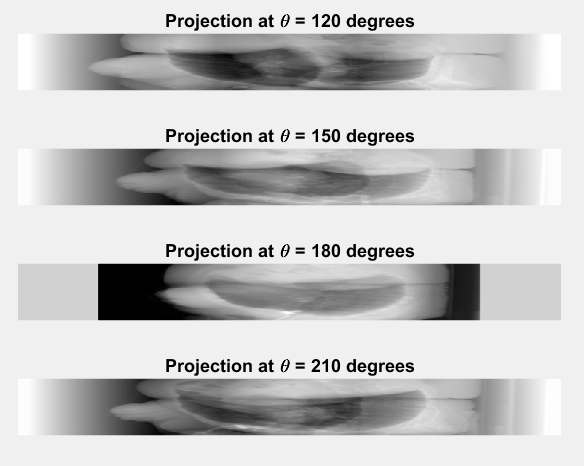 Projection at θ = 120 degrees
Projection at θ = 150 degrees
Projection at θ = 180 degrees
Projection at θ = 210 degrees